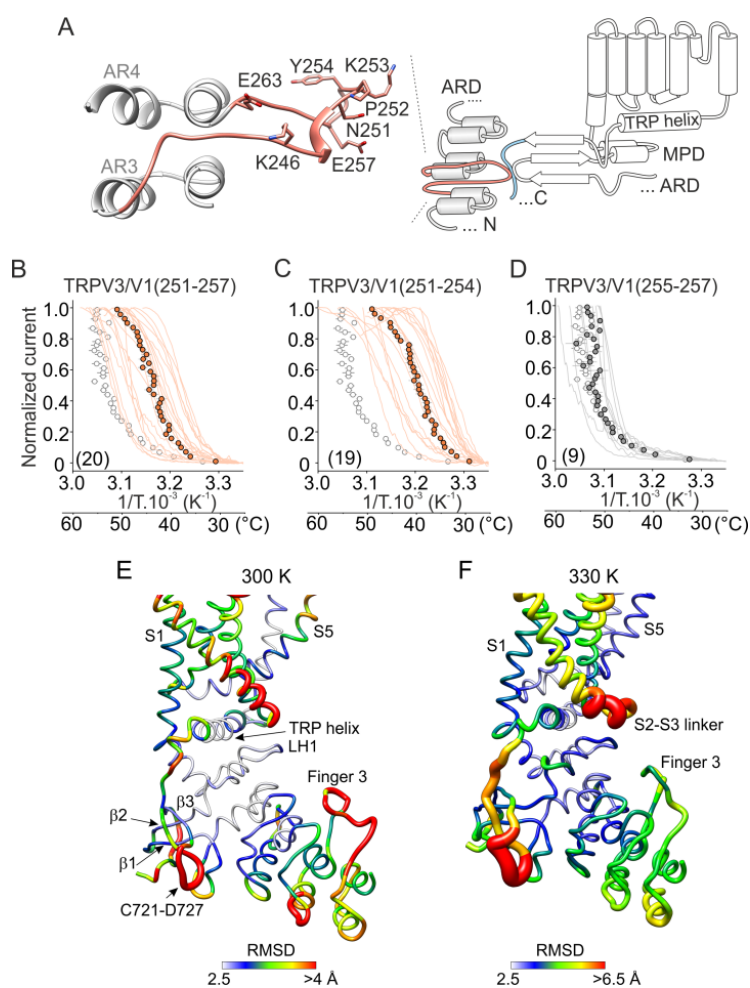 A
AR4
E263
Y254
K253
P252
N251
K246
E257
AR3
ARD
....
TRP helix
MPD
... ARD
...C
... N
B
TRPV3/V1(251-257)
C
TRPV3/V1(251-254)
D
TRPV3/V1(255-257)
Normalized current
1.0
0.8
0.6
0.4
0.2
0
(20)
3.0 3.1 3.2 3.3
1/T.10⁻³ (K⁻¹)
60 50 40 30 (°C)
1.0
0.8
0.6
0.4
0.2
0
(19)
3.0 3.1 3.2 3.3
1/T.10⁻³ (K⁻¹)
60 50 40 30 (°C)
1.0
0.8
0.6
0.4
0.2
0
(9)
3.0 3.1 3.2 3.3
1/T.10⁻³ (K⁻¹)
60 50 40 30 (°C)
E
300 K
S1
S5
TRP helix
LH1
Finger 3
β3
β2
β1
C721-D727
RMSD
2.5 >4 Å
F
330 K
S1
S5
S2-S3 linker
Finger 3
RMSD
2.5 >6.5 Å